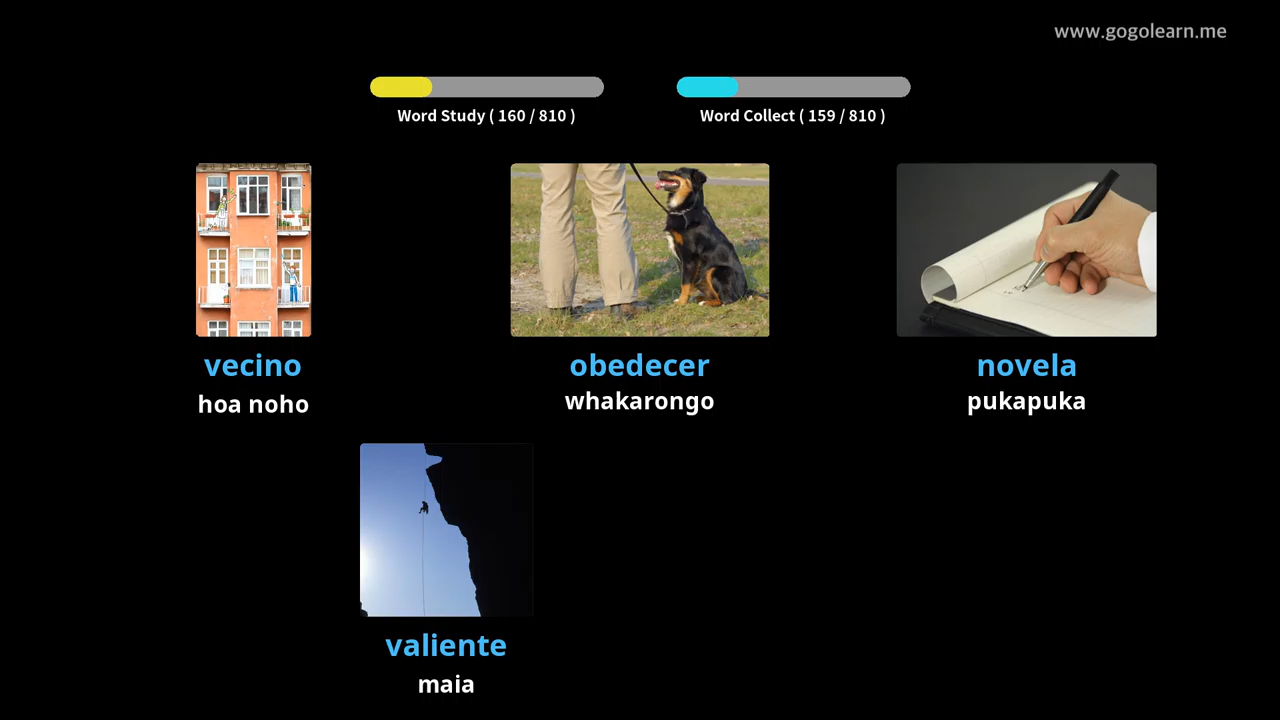 www.gogolearn.me
Word Study ( 160 / 810 )
Word Collect ( 159 / 810 )
vecino
hoa noho
obedecer
whakarongo
novela
pukapuka
valiente
maia